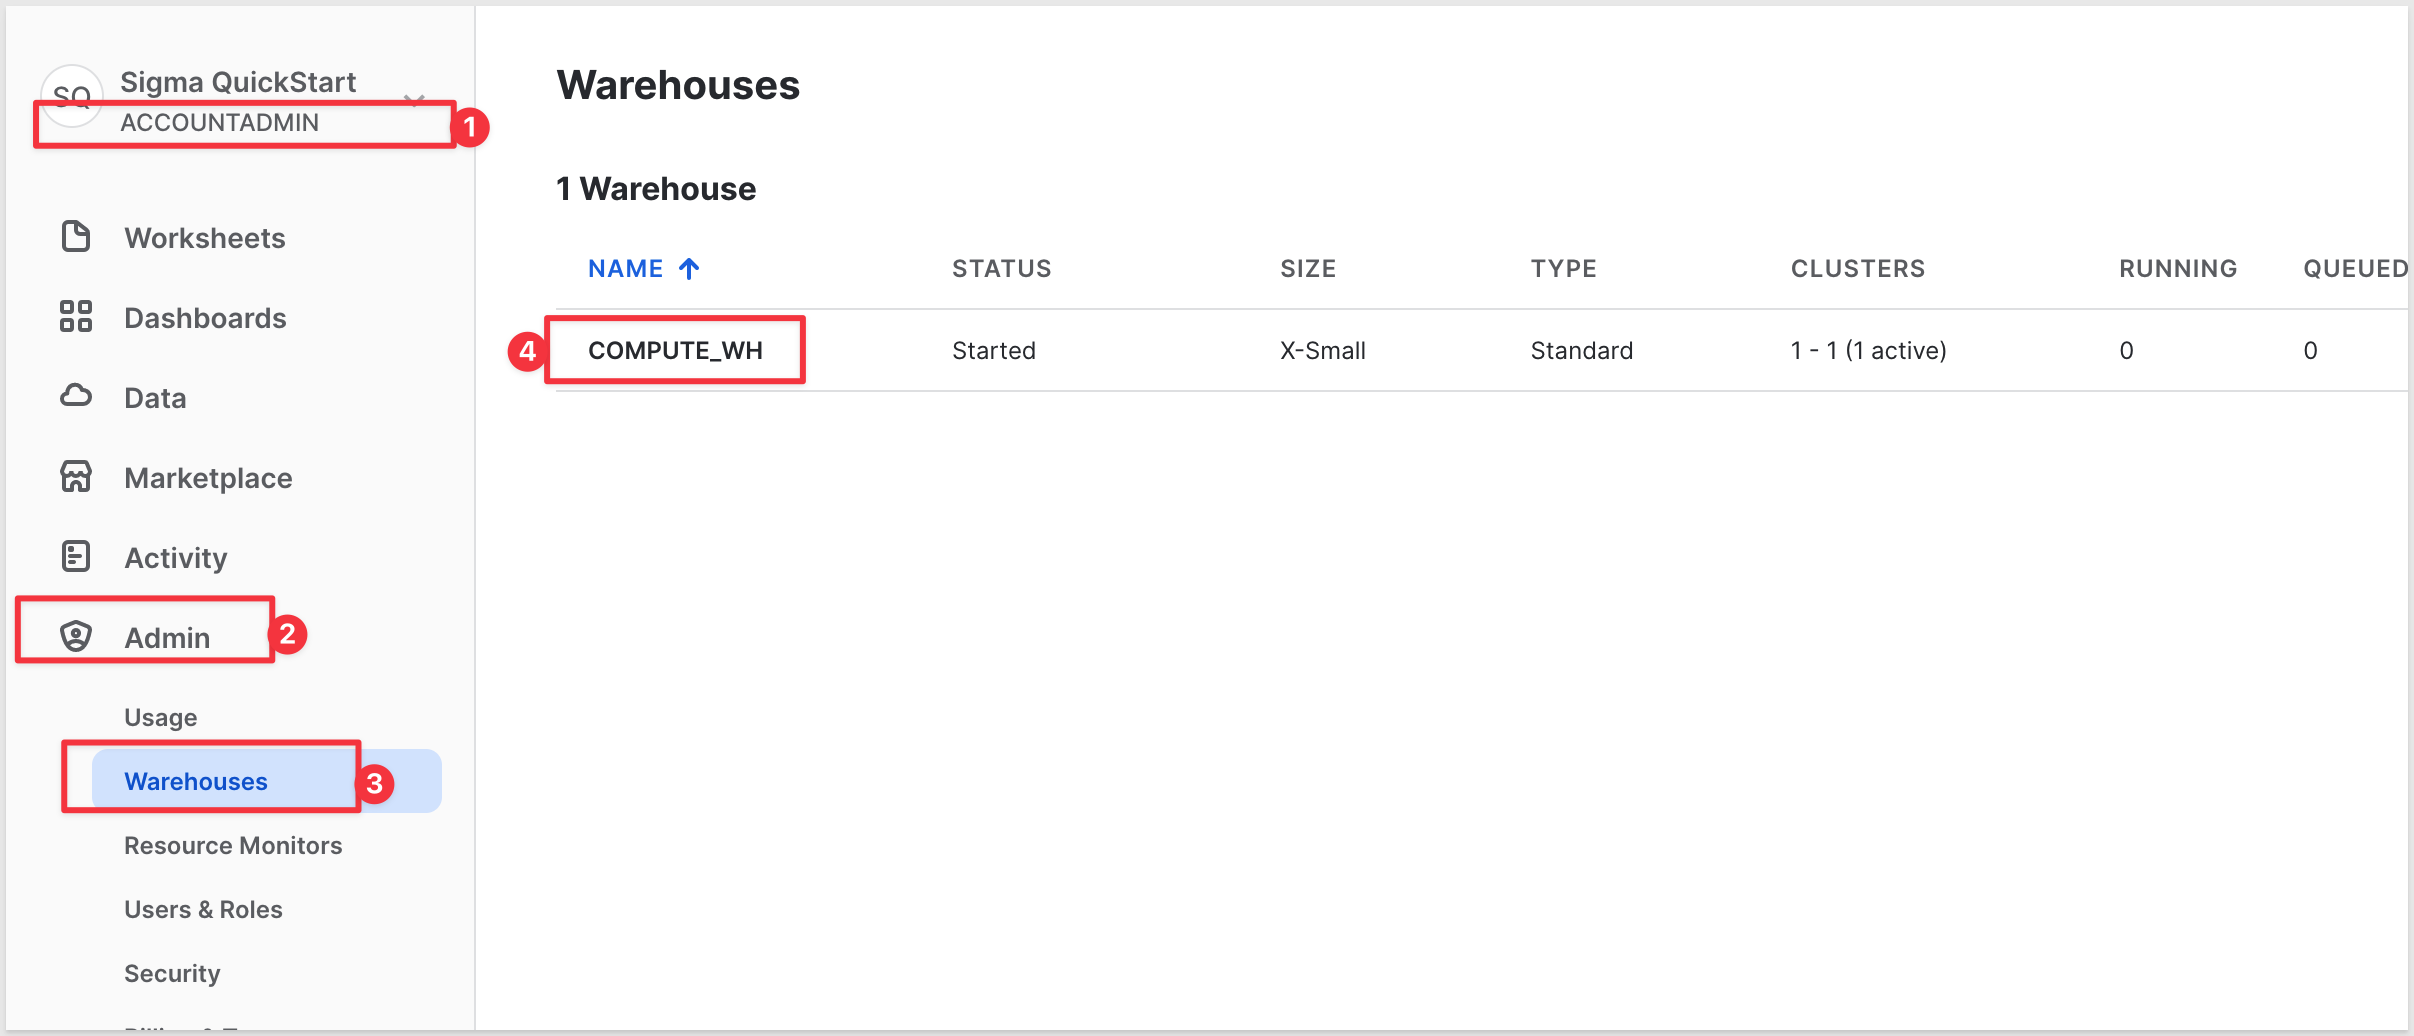 SQ
Sigma QuickStart
ACCOUNTADMIN
1
Worksheets
Dashboards
Data
Marketplace
Activity
Admin
2
Usage
Warehouses
3
Resource Monitors
Users & Roles
Security
Warehouses
1 Warehouse
NAME STATUS SIZE TYPE CLUSTERS RUNNING QUEUED
4 COMPUTE_WH Started X-Small Standard 1 - 1 (1 active) 0 0